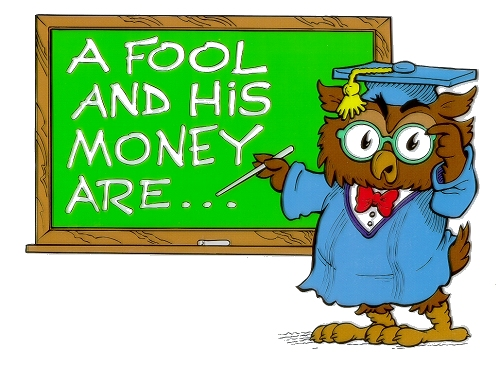 A FOOL
AND HiS
MONEY
ARE...